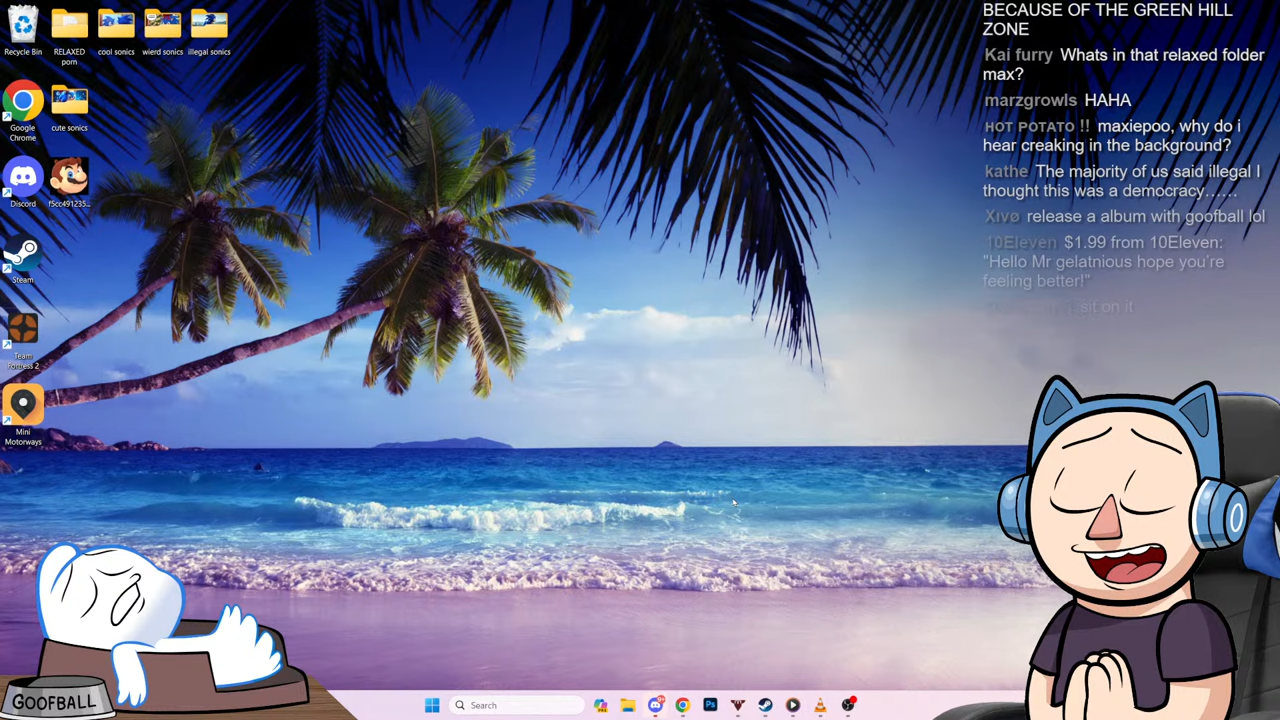 Recycle Bin
RELAXED
porn
cool sonics
wierd sonics
illegal sonics
Google
Chrome
cute sonics
Discord
f5cc491235...
Steam
Team
Fortress 2
Mini
Motorways
BECAUSE OF THE GREEN HILL
ZONE
Kai furry Whats in that relaxed folder
max?
marzgrowls HAHA
HOT POTATO !! maxiepoo, why do i
hear creaking in the background?
kathe The majority of us said illegal I
thought this was a democracy……
Xıvø release a album with goofball lol
10Eleven $1.99 from 10Eleven:
"Hello Mr gelatnious hope you're
feeling better!"
sit on it
GOOFBALL
Search
Ps